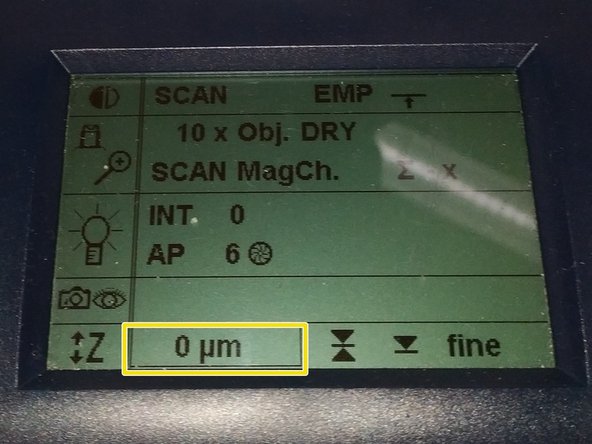 SCAN EMP
10 x Obj. DRY
SCAN MagCh. Σ x
INT 0
AP 6
Z 0 µm fine